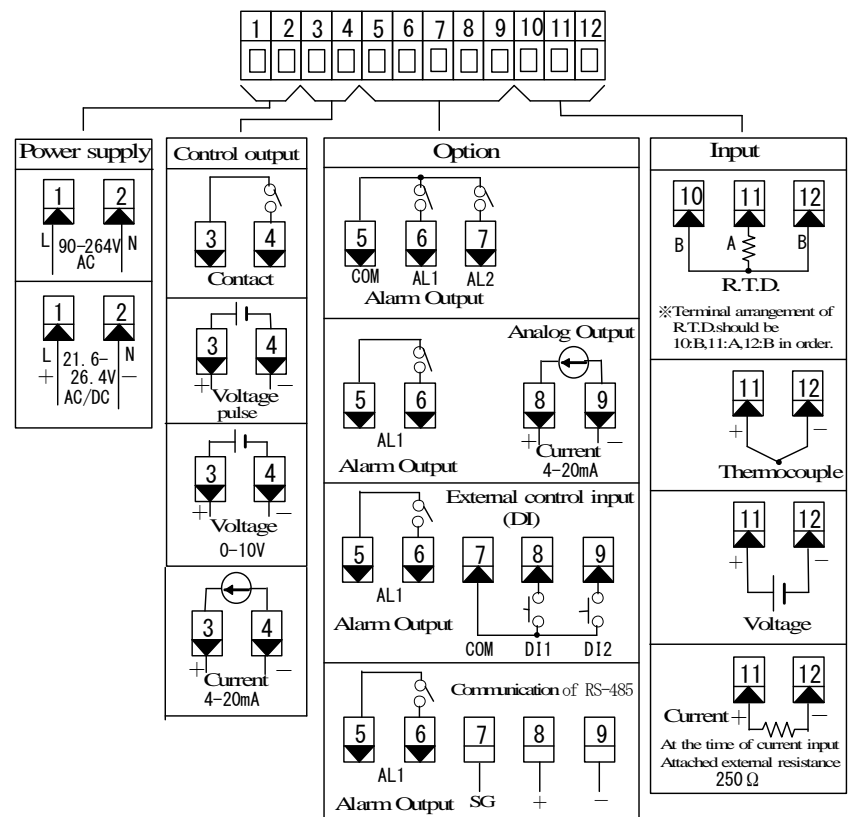 1 2 3 4 5 6 7 8 9 10 11 12
Power supply
1 2
L 90-264V N
AC
1 2
L 21.6- N
+ 26.4V -
AC/DC
Control output
3 4
Contact
3 4
+ Voltage -
pulse
3 4
+ Voltage -
0-10V
3 4
+ Current -
4-20mA
Option
5 6 7
COM AL1 AL2
Alarm Output
Analog Output
5 6 8 9
AL1 + Current -
Alarm Output 4-20mA
External control input
(DI)
5 6 7 8 9
AL1
Alarm Output
COM DI1 DI2
Communication of RS-485
5 6 7 8 9
AL1
Alarm Output SG + -
Input
10 11 12
B A B
R.T.D.
※Terminal arrangement of
R.T.D.should be
10:B,11:A,12:B in order.
11 12
+ -
Thermocouple
11 12
+ -
Voltage
11 12
Current + -
At the time of current input
Attached external resistance
250Ω